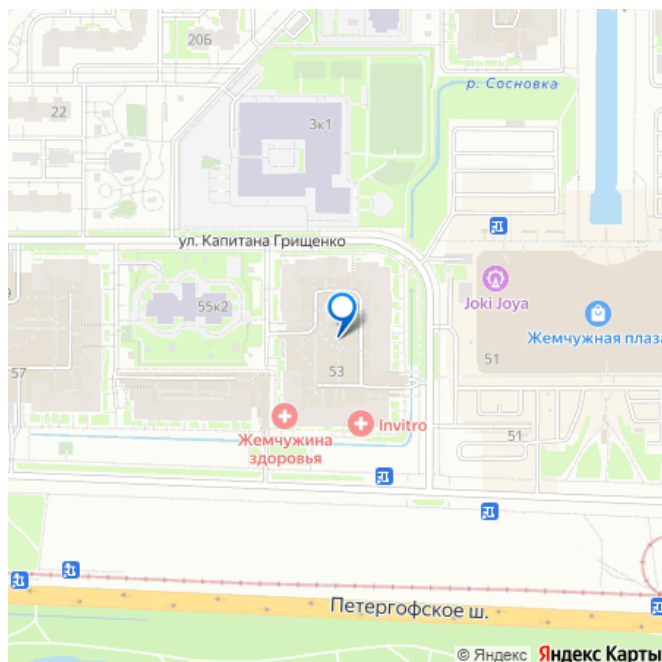 20Б
22
3к1
р. Сосновка
ул. Капитана Грищенко
Joki Joya
Жемчужная плаза
55к2
51
57
53
Invitro
Жемчужина
здоровья
51
Петергофское ш.
© Яндекс Яндекс Карты